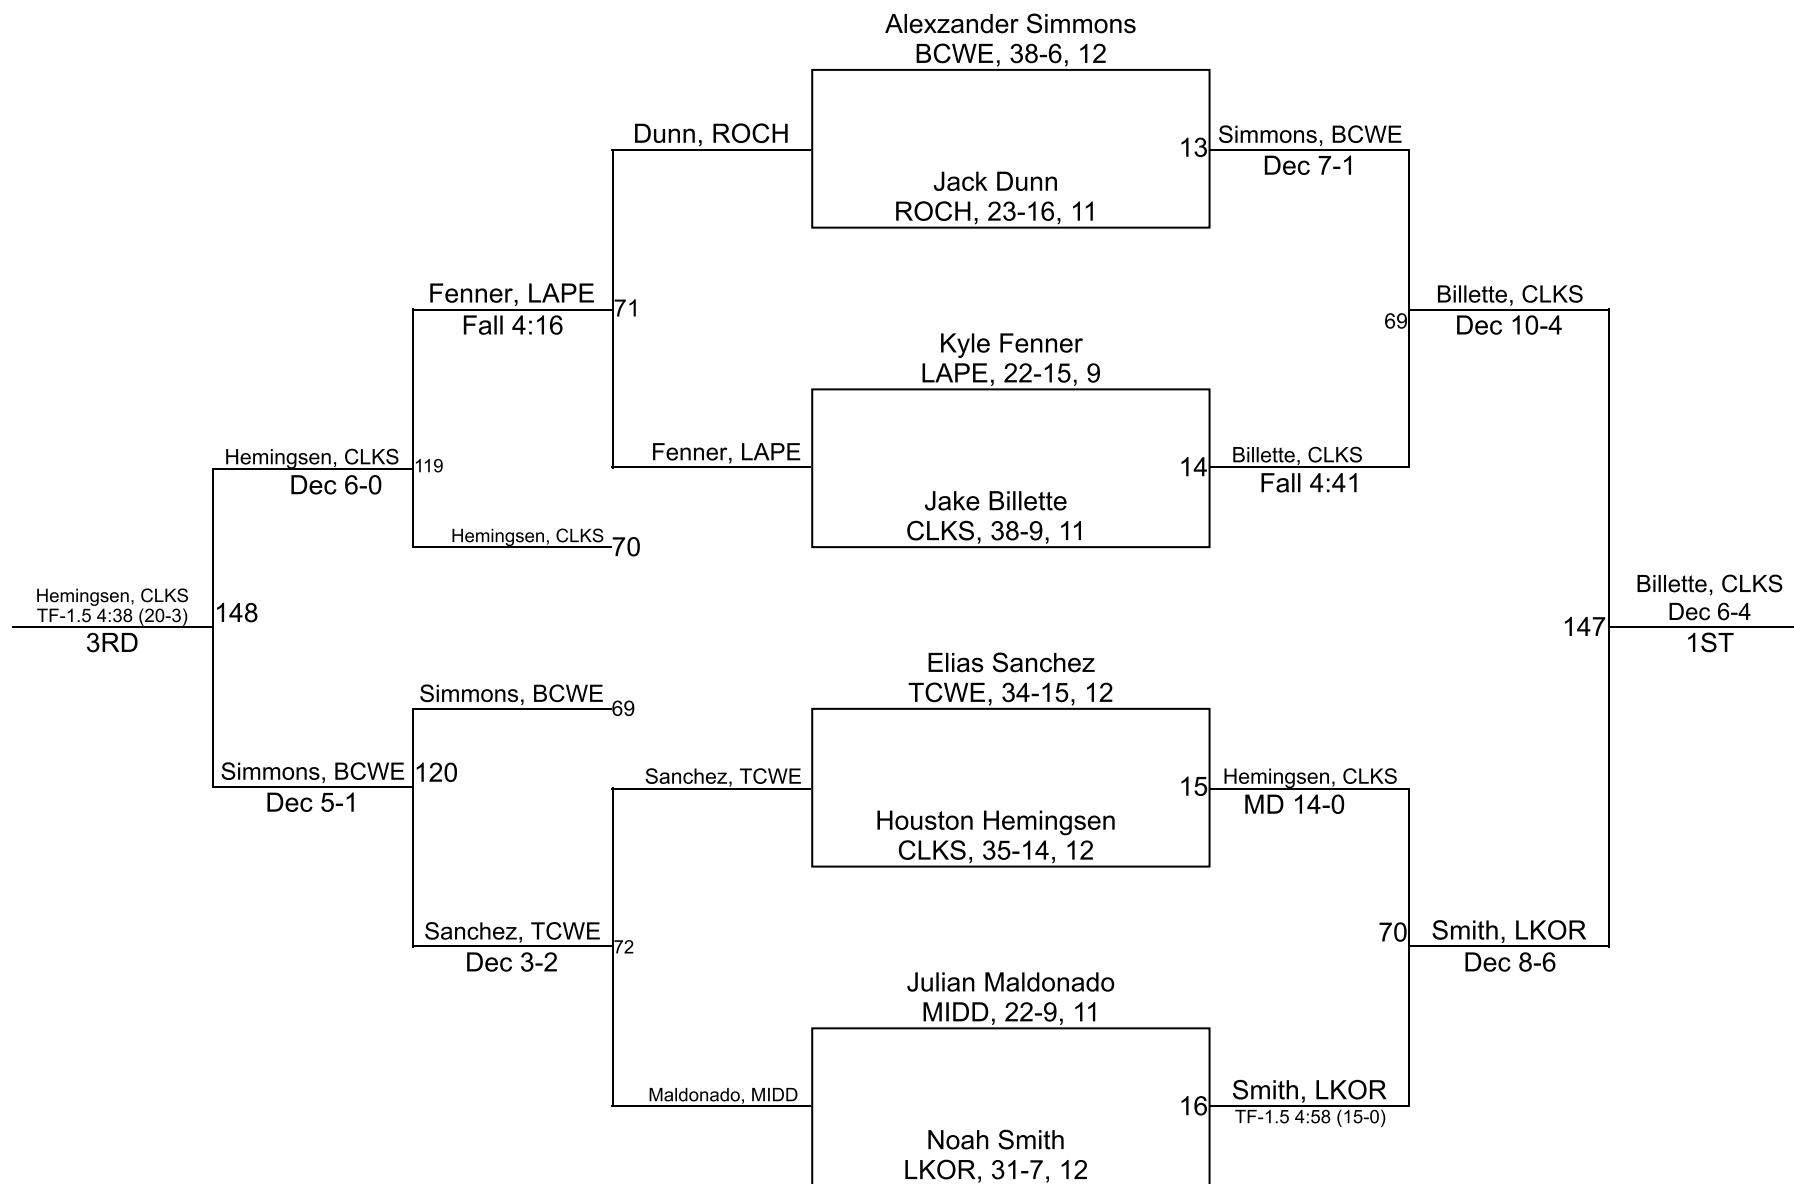 Alexzander Simmons
BCWE, 38-6, 12
Dunn, ROCH
13
Simmons, BCWE
Dec 7-1
Jack Dunn
ROCH, 23-16, 11
Fenner, LAPE
Fall 4:16
71
Billette, CLKS
Dec 10-4
69
Kyle Fenner
LAPE, 22-15, 9
Fenner, LAPE
14
Billette, CLKS
Fall 4:41
Hemingsen, CLKS
Dec 6-0
119
Jake Billette
CLKS, 38-9, 11
Hemingsen, CLKS
70
Hemingsen, CLKS
TF-1.5 4:38 (20-3)
3RD
148
147
Billette, CLKS
Dec 6-4
1ST
Elias Sanchez
TCWE, 34-15, 12
Simmons, BCWE
69
Simmons, BCWE
Dec 5-1
120
Sanchez, TCWE
15
Hemingsen, CLKS
MD 14-0
Houston Hemingsen
CLKS, 35-14, 12
Sanchez, TCWE
Dec 3-2
72
70
Smith, LKOR
Dec 8-6
Julian Maldonado
MIDD, 22-9, 11
Maldonado, MIDD
16
Smith, LKOR
TF-1.5 4:58 (15-0)
Noah Smith
LKOR, 31-7, 12